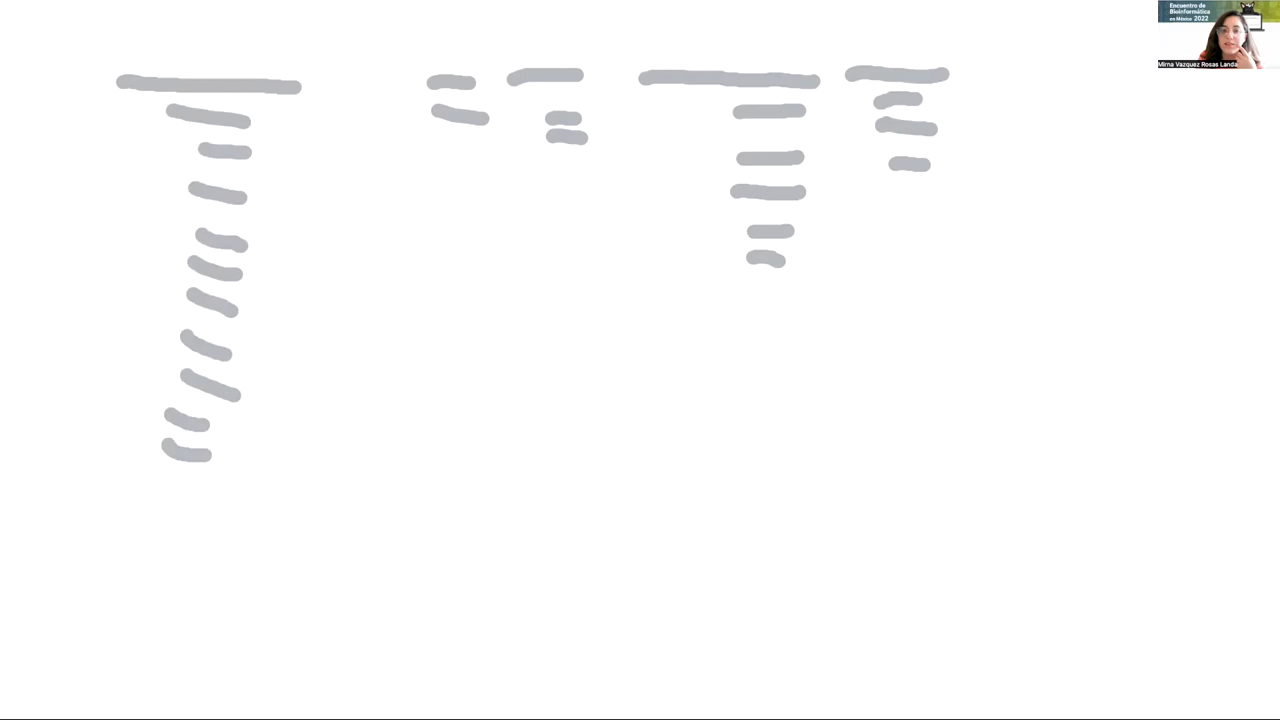 Encuentro de
Bioinformática
en México 2022
Mirna Vazquez Rosas Landa